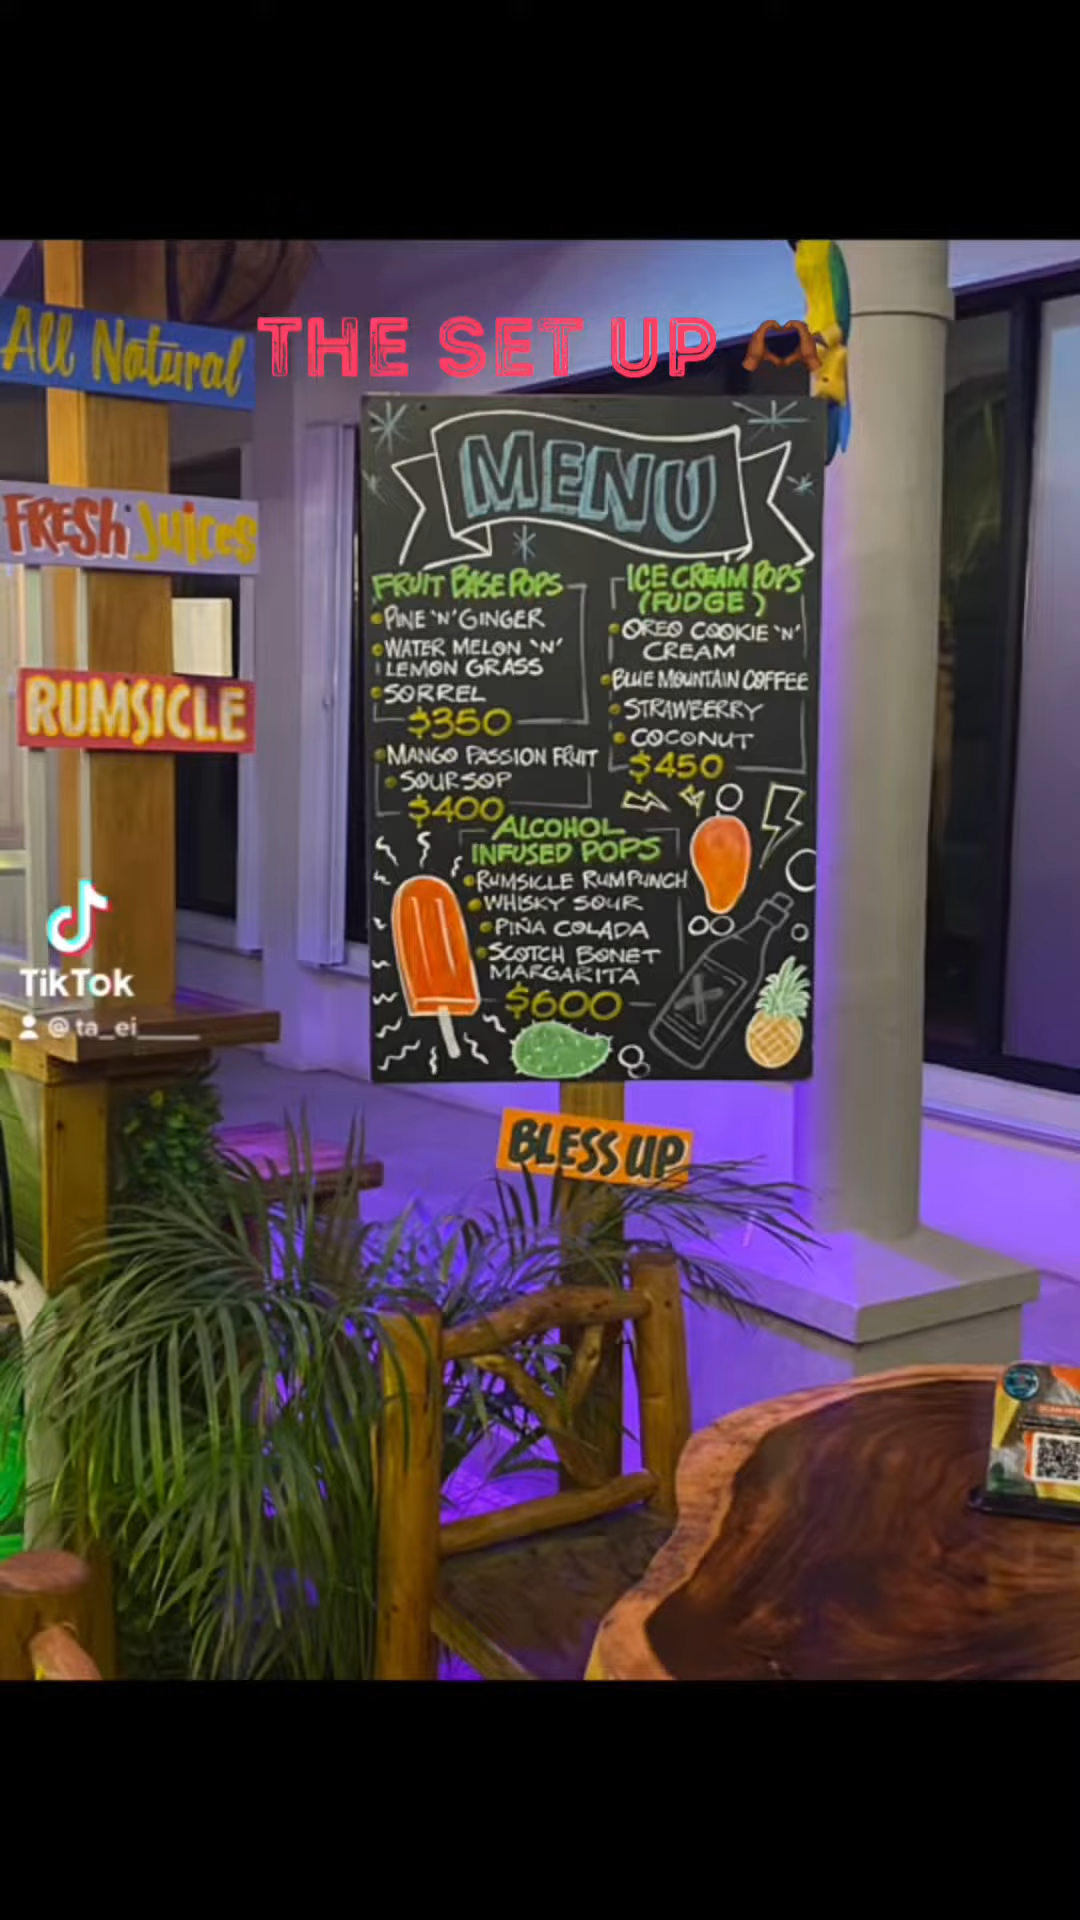 THE SET UP
All Natural
FRESH Juices
RUMSICLE
MENU
FRUIT BASE POPS
PINE 'N' GINGER
WATER MELON 'N'
LEMON GRASS
SORREL
$350
MANGO PASSION FRUIT
SOURSOP
$400
ICE CREAM POPS
(FUDGE)
OREO COOKIE 'N'
CREAM
BLUE MOUNTAIN COFFEE
STRAWBERRY
COCONUT
$450
ALCOHOL
INFUSED POPS
RUMSICLE RUMPUNCH
WHISKY SOUR
PIÑA COLADA
SCOTCH BONET
MARGARITA
$600
X
BLESS UP
TikTok
@ta_ei____